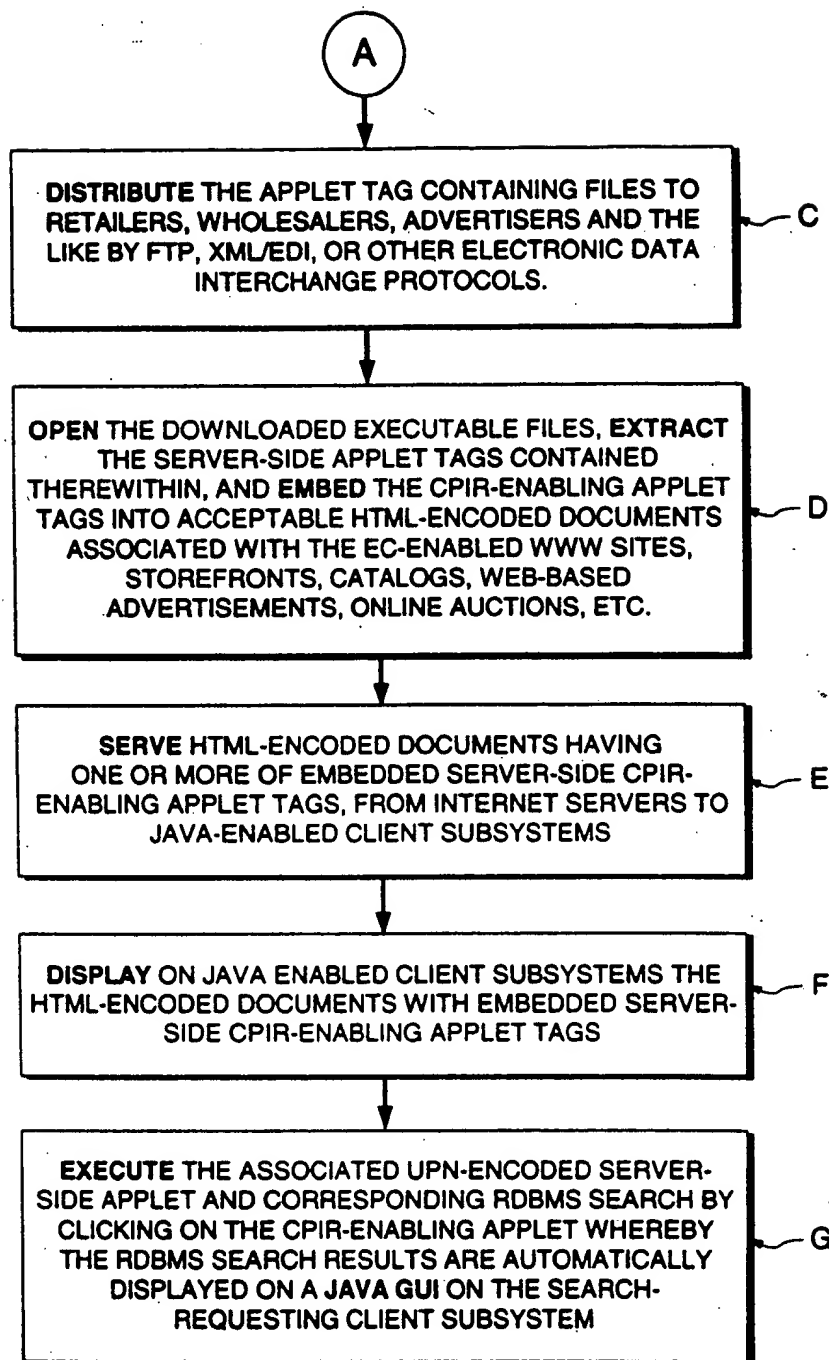 A
DISTRIBUTE THE APPLET TAG CONTAINING FILES TO
RETAILERS, WHOLESALERS, ADVERTISERS AND THE
LIKE BY FTP, XML/EDI, OR OTHER ELECTRONIC DATA
INTERCHANGE PROTOCOLS.
C
OPEN THE DOWNLOADED EXECUTABLE FILES, EXTRACT
THE SERVER-SIDE APPLET TAGS CONTAINED
THEREWITHIN, AND EMBED THE CPIR-ENABLING APPLET
TAGS INTO ACCEPTABLE HTML-ENCODED DOCUMENTS
ASSOCIATED WITH THE EC-ENABLED WWW SITES,
STOREFRONTS, CATALOGS, WEB-BASED
ADVERTISEMENTS, ONLINE AUCTIONS, ETC.
D
SERVE HTML-ENCODED DOCUMENTS HAVING
ONE OR MORE OF EMBEDDED SERVER-SIDE CPIR-
ENABLING APPLET TAGS, FROM INTERNET SERVERS TO
JAVA-ENABLED CLIENT SUBSYSTEMS
E
DISPLAY ON JAVA ENABLED CLIENT SUBSYSTEMS THE
HTML-ENCODED DOCUMENTS WITH EMBEDDED SERVER-
SIDE CPIR-ENABLING APPLET TAGS
F
EXECUTE THE ASSOCIATED UPN-ENCODED SERVER-
SIDE APPLET AND CORRESPONDING RDBMS SEARCH BY
CLICKING ON THE CPIR-ENABLING APPLET WHEREBY
THE RDBMS SEARCH RESULTS ARE AUTOMATICALLY
DISPLAYED ON A JAVA GUI ON THE SEARCH-
REQUESTING CLIENT SUBSYSTEM
G